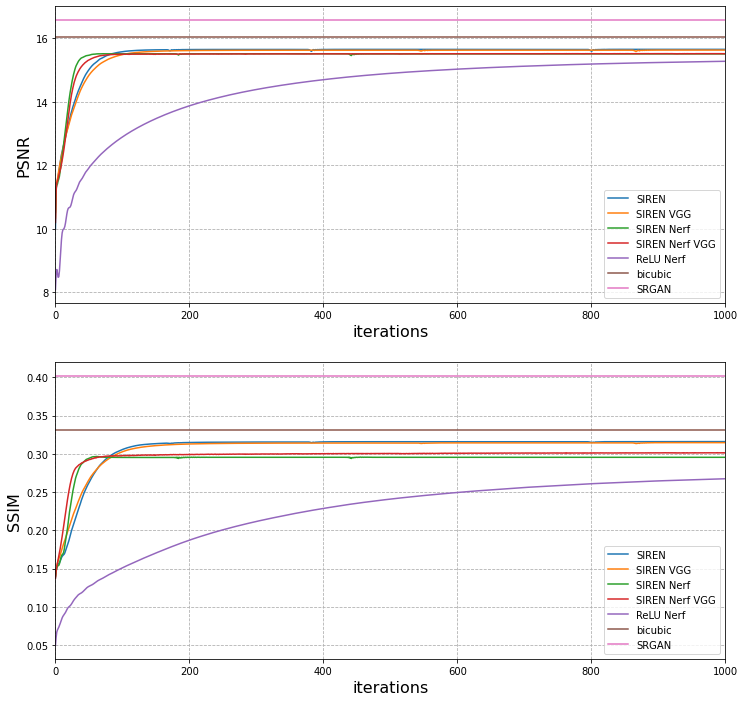 16
14
12
10
8
PSNR
0
200
400
600
800
1000
iterations
SIREN
SIREN VGG
SIREN Nerf
SIREN Nerf VGG
ReLU Nerf
bicubic
SRGAN
0.40
0.35
0.30
0.25
0.20
0.15
0.10
0.05
SSIM
0
200
400
600
800
1000
iterations
SIREN
SIREN VGG
SIREN Nerf
SIREN Nerf VGG
ReLU Nerf
bicubic
SRGAN